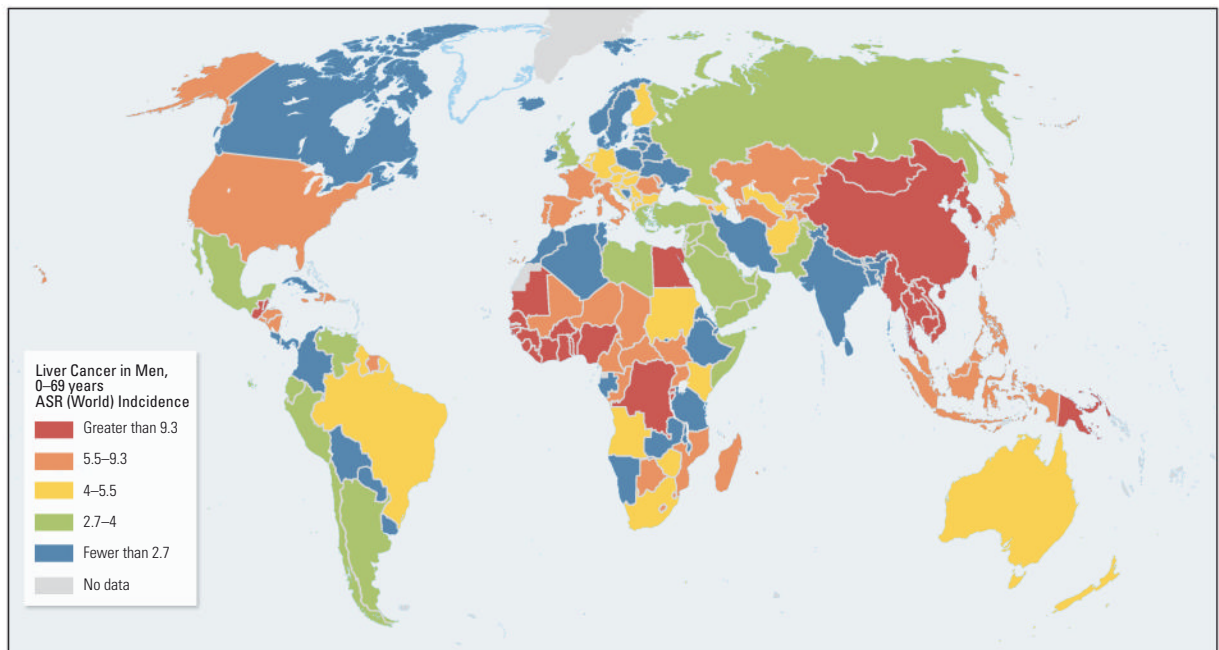 Liver Cancer in Men,
0–69 years
ASR (World) Indcidence
Greater than 9.3
5.5–9.3
4–5.5
2.7–4
Fewer than 2.7
No data